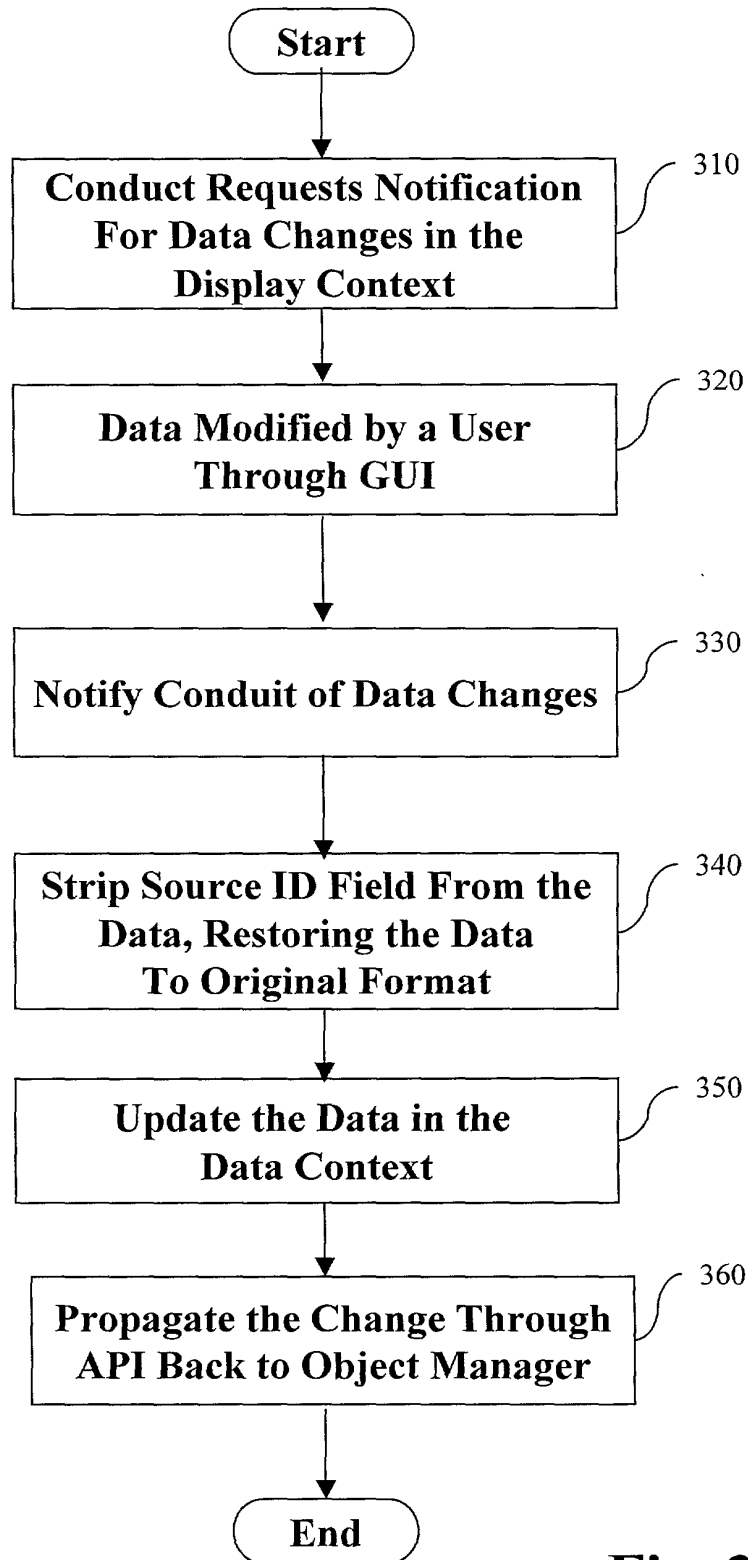 Start
310
Conduct Requests Notification
For Data Changes in the
Display Context
320
Data Modified by a User
Through GUI
330
Notify Conduit of Data Changes
340
Strip Source ID Field From the
Data, Restoring the Data
To Original Format
350
Update the Data in the
Data Context
360
Propagate the Change Through
API Back to Object Manager
End